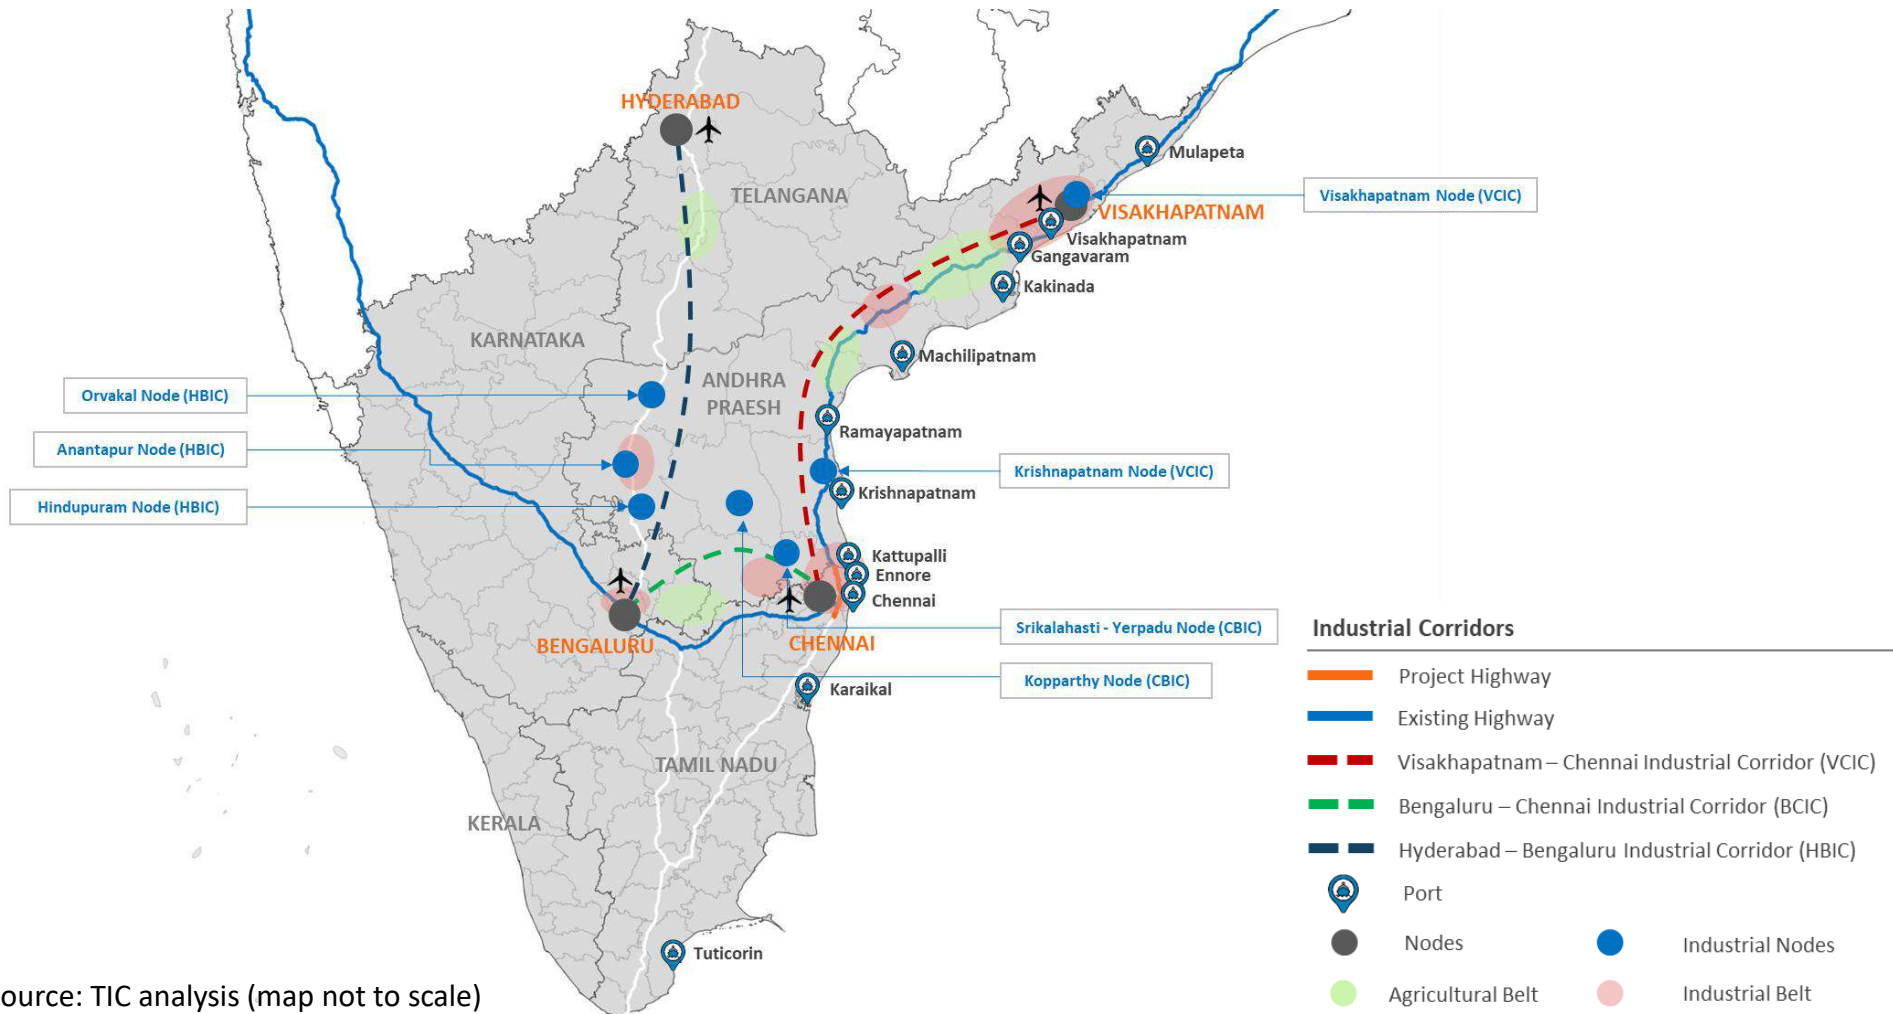 HYDERABAD
Mulapeta
TELANGANA
Visakhapatnam Node (VCIC)
VISAKHAPATNAM
Visakhapatnam
Gangavaram
Kakinada
KARNATAKA
Machilipatnam
ANDHRA
PRAESH
Orvakal Node (HBIC)
Ramayapatnam
Anantapur Node (HBIC)
Krishnapatnam Node (VCIC)
Krishnapatnam
Hindupuram Node (HBIC)
Kattupalli
Ennore
Chennai
Srikalahasti - Yerpadu Node (CBIC)
BENGALURU
CHENNAI
Kopparthy Node (CBIC)
Karaikal
TAMIL NADU
KERALA
Tuticorin
Industrial Corridors
Project Highway
Existing Highway
Visakhapatnam – Chennai Industrial Corridor (VCIC)
Bengaluru – Chennai Industrial Corridor (BCIC)
Hyderabad – Bengaluru Industrial Corridor (HBIC)
Port
Nodes
Industrial Nodes
Agricultural Belt
Industrial Belt
ource: TIC analysis (map not to scale)